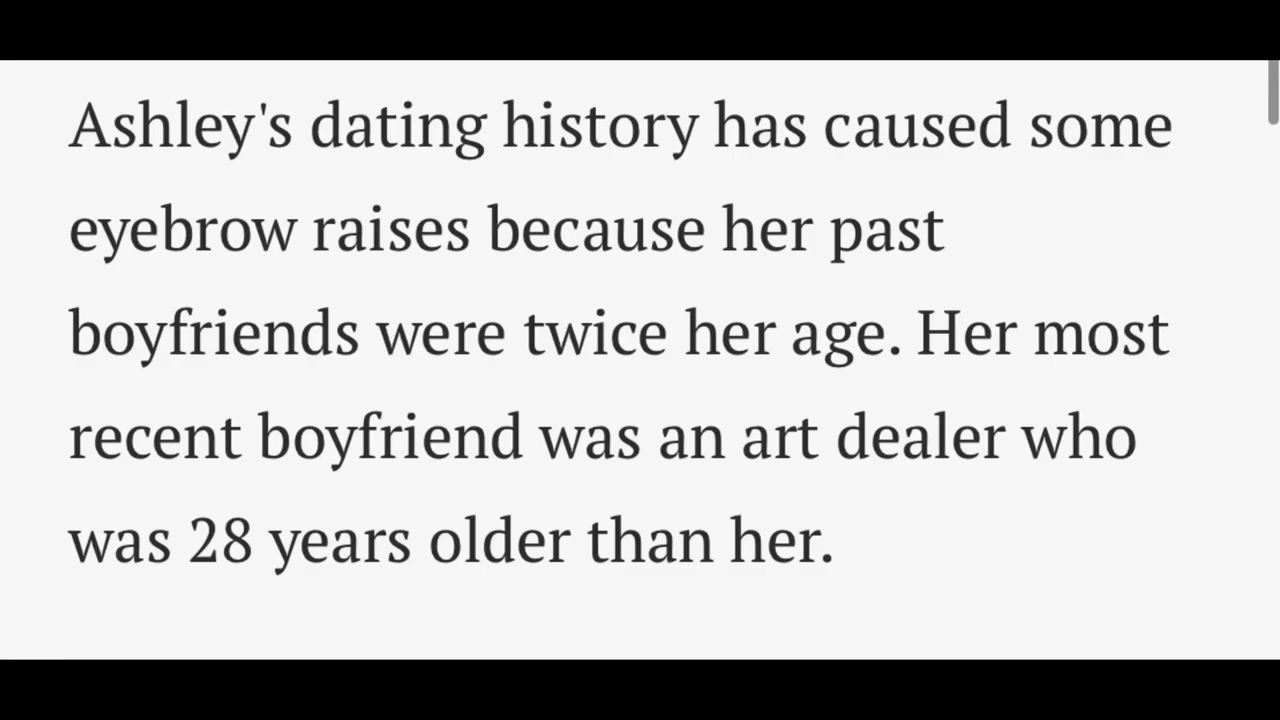 Ashley's dating history has caused some
eyebrow raises because her past
boyfriends were twice her age. Her most
recent boyfriend was an art dealer who
was 28 years older than her.